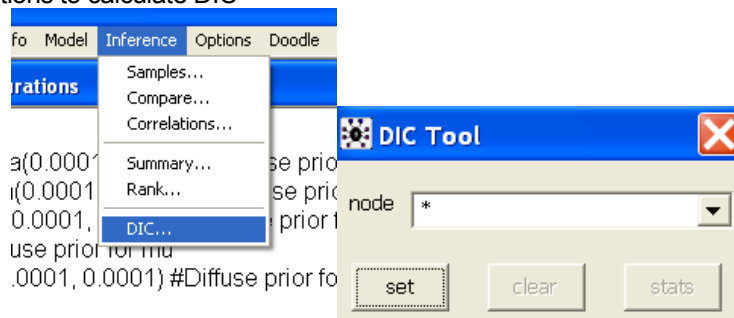 tions to calculate DIC
fo Model Inference Options Doodle
rations
Samples...
Compare...
Correlations...
Summary...
Rank...
DIC...
a(0.0001 se prio
(0.0001 se prio
0.0001, prior f
use prior for mu
.0001, 0.0001) #Diffuse prior fo
DIC Tool
node *
set clear stats